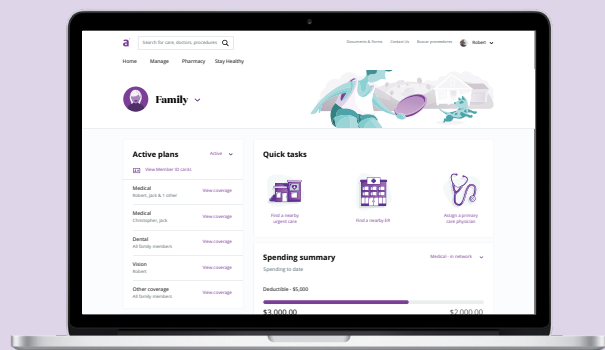 a
Search for care, doctors, procedures
Documents & Forms
Contact Us
Buscar proveedores
Robert
Home
Manage
Pharmacy
Stay Healthy
Family
Active plans
Active
View Member ID cards
Medical
Robert, Jack & 1 other
View coverage
Medical
Christopher, Jack
View coverage
Dental
All family members
View coverage
Vision
Robert
View coverage
Other coverage
All family members
View coverage
Quick tasks
Find a nearby
urgent care
Find a nearby ER
Assign a primary
care physician
Spending summary
Medical - in network
Spending to date
Deductible - $5,000
$3,000.00
$2,000.00